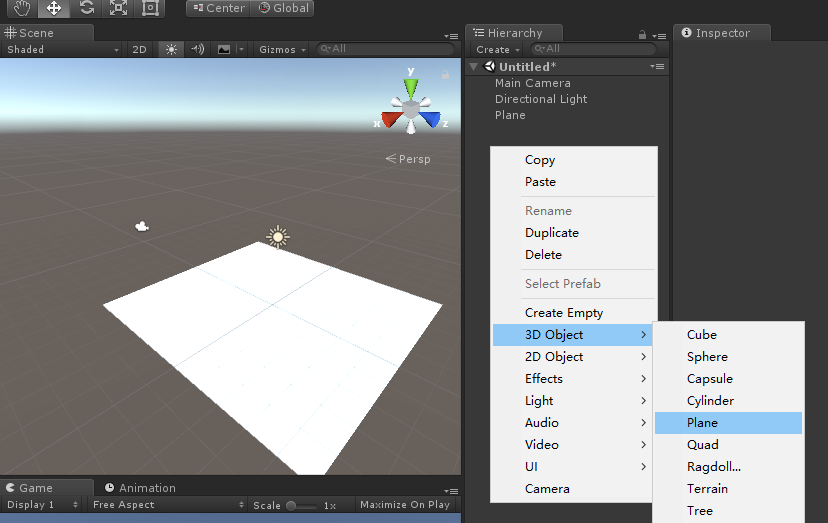 Center Global
Scene
Shaded 2D Gizmos All
y
x z
Persp
Game Animation
Display 1 Free Aspect Scale 1x Maximize On Play
Hierarchy
Create All
Untitled*
Main Camera
Directional Light
Plane
Copy
Paste
Rename
Duplicate
Delete
Select Prefab
Create Empty
3D Object
2D Object
Effects
Light
Audio
Video
UI
Camera
Cube
Sphere
Capsule
Cylinder
Plane
Quad
Ragdoll...
Terrain
Tree
Inspector